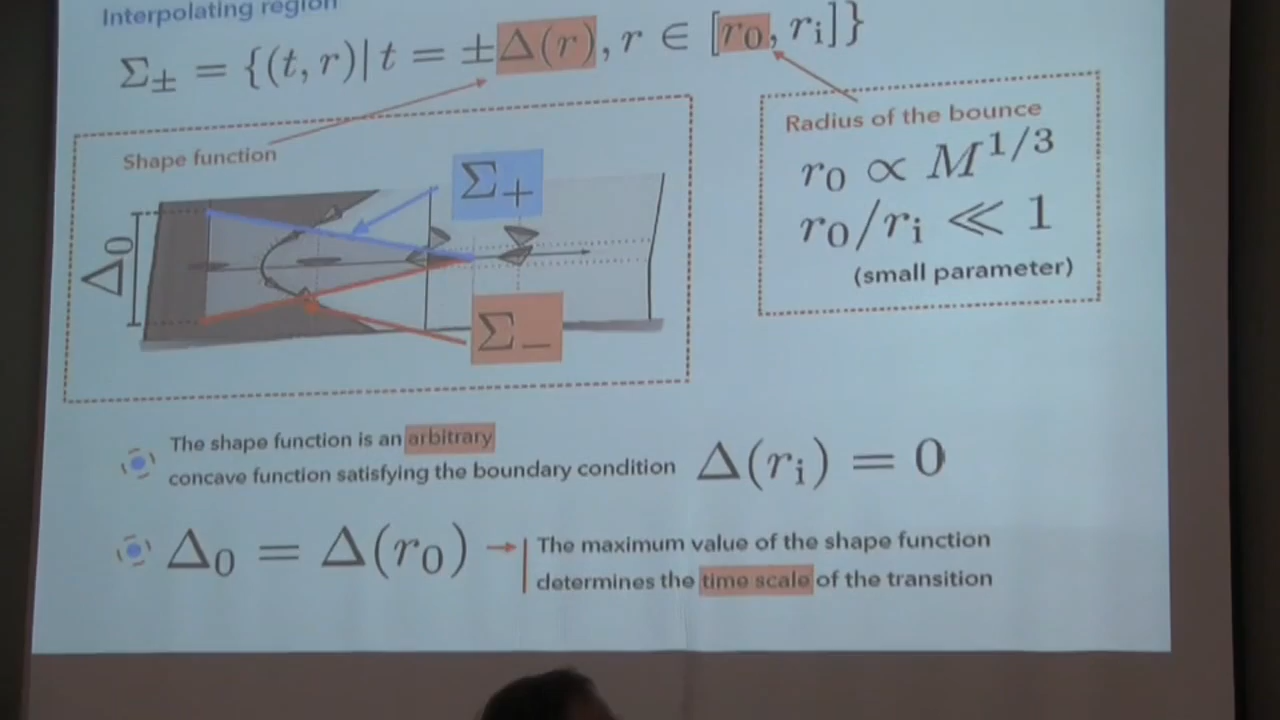 Interpolating region
Σ± = {(t, r)| t = ±Δ(r), r ∈ [r₀, rᵢ]}
Shape function
Σ₊
Δ₀
Σ₋
Radius of the bounce
r₀ ∝ M^{1/3}
r₀/rᵢ ≪ 1
(small parameter)
The shape function is an arbitrary
concave function satisfying the boundary condition Δ(rᵢ) = 0
Δ₀ = Δ(r₀)
The maximum value of the shape function
determines the time scale of the transition